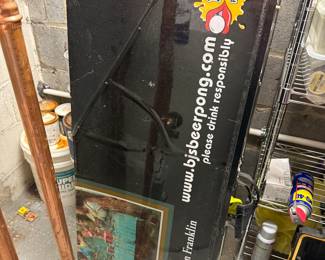 www.bjsbeerpong.com
please drink responsibly
Franklin